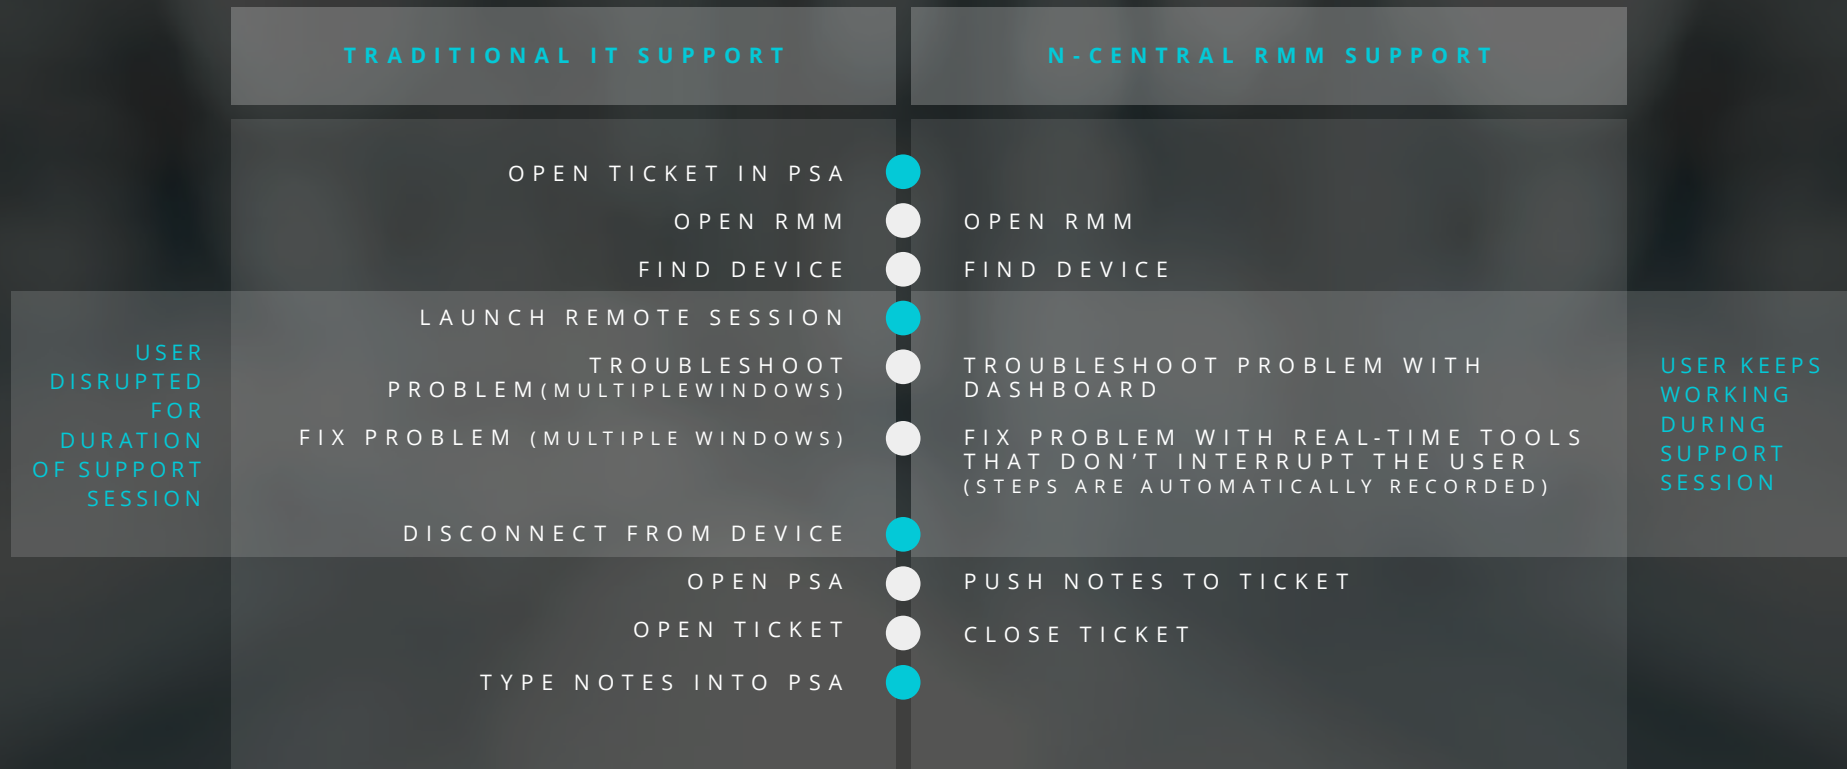 TRADITIONAL IT SUPPORT
N-CENTRAL RMM SUPPORT
OPEN TICKET IN PSA
OPEN RMM
OPEN RMM
FIND DEVICE
FIND DEVICE
LAUNCH REMOTE SESSION
USER
DISRUPTED
FOR
DURATION
OF SUPPORT
SESSION
TROUBLESHOOT
PROBLEM(MULTIPLEWINDOWS)
TROUBLESHOOT PROBLEM WITH
DASHBOARD
FIX PROBLEM (MULTIPLE WINDOWS)
FIX PROBLEM WITH REAL-TIME TOOLS
THAT DON’T INTERRUPT THE USER
(STEPS ARE AUTOMATICALLY RECORDED)
USER KEEPS
WORKING
DURING
SUPPORT
SESSION
DISCONNECT FROM DEVICE
OPEN PSA
PUSH NOTES TO TICKET
OPEN TICKET
CLOSE TICKET
TYPE NOTES INTO PSA